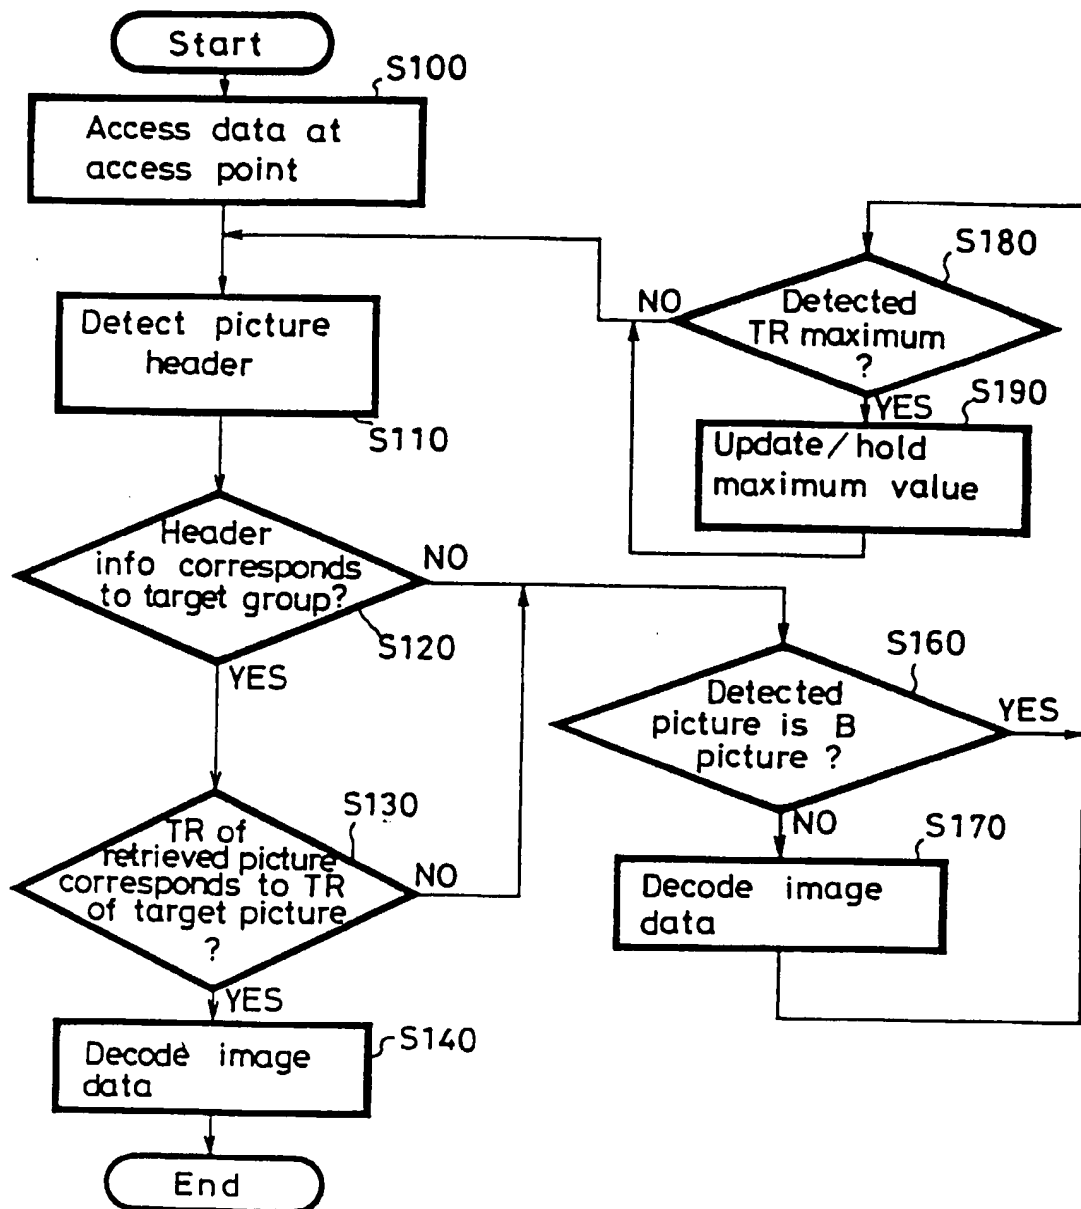 Start
S100
Access data at
access point
Detect picture
header
S110
Header
info corresponds
to target group?
NO
S120
YES
TR of
retrieved picture
corresponds to TR
of target picture
?
S130
NO
YES
Decode image
data
S140
End
S180
Detected
TR maximum
?
NO
YES
S190
Update/hold
maximum value
S160
Detected
picture is B
picture ?
YES
NO
S170
Decode image
data